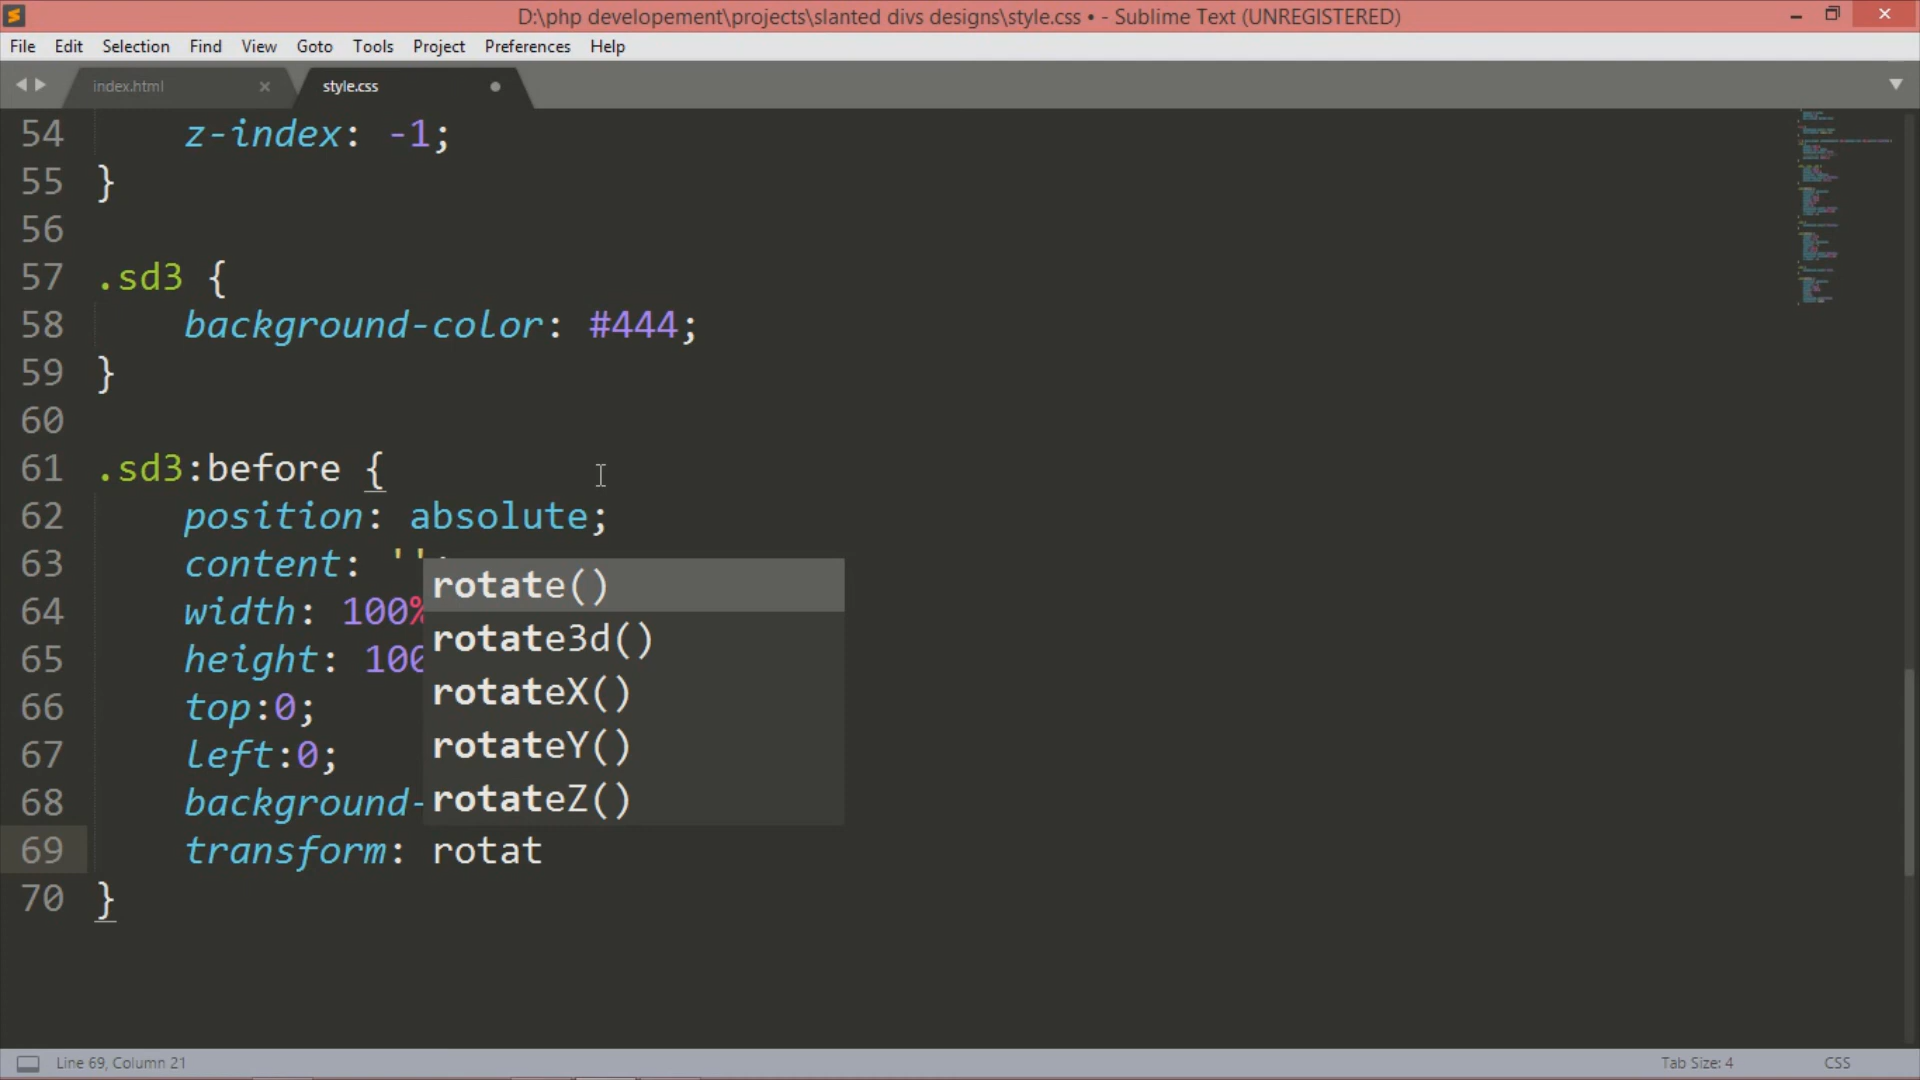 D:\php developement\projects\slanted divs designs\style.css • - Sublime Text (UNREGISTERED)
File Edit Selection Find View Goto Tools Project Preferences Help
index.html style.css
54 z-index: -1;
55 }
56
57 .sd3 {
58 background-color: #444;
59 }
60
61 .sd3:before {
62 position: absolute;
63 content: '';
64 width: 100%
65 height: 100
66 top:0;
67 left:0;
68 background-
69 transform: rotat
70 }
rotate()
rotate3d()
rotateX()
rotateY()
rotateZ()
Line 69, Column 21
Tab Size: 4
CSS